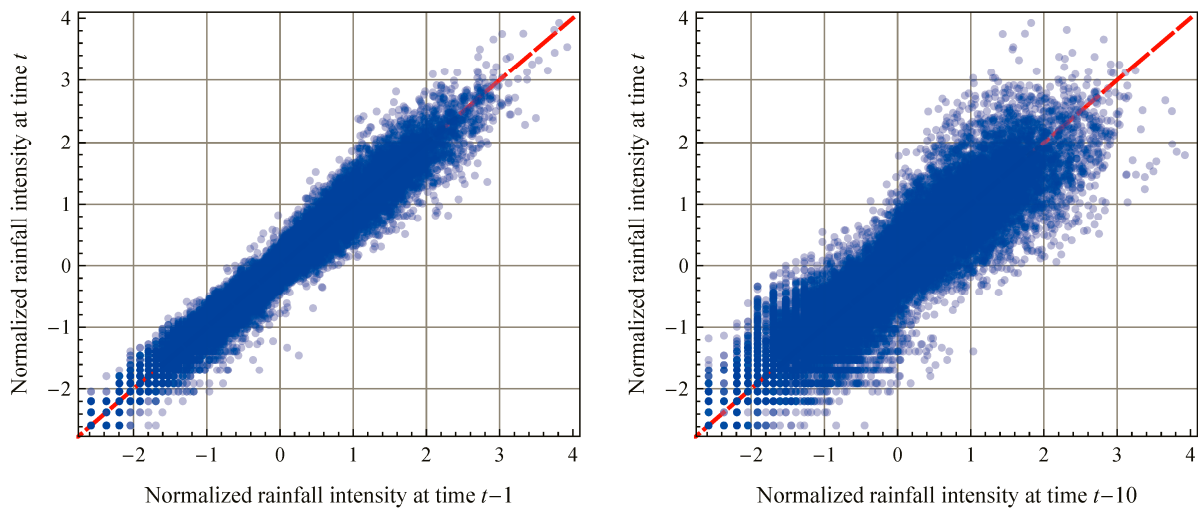 4
3
2
1
0
−1
−2
Normalized rainfall intensity at time t
−2 −1 0 1 2 3 4
Normalized rainfall intensity at time t−1
4
3
2
1
0
−1
−2
Normalized rainfall intensity at time t
−2 −1 0 1 2 3 4
Normalized rainfall intensity at time t−10